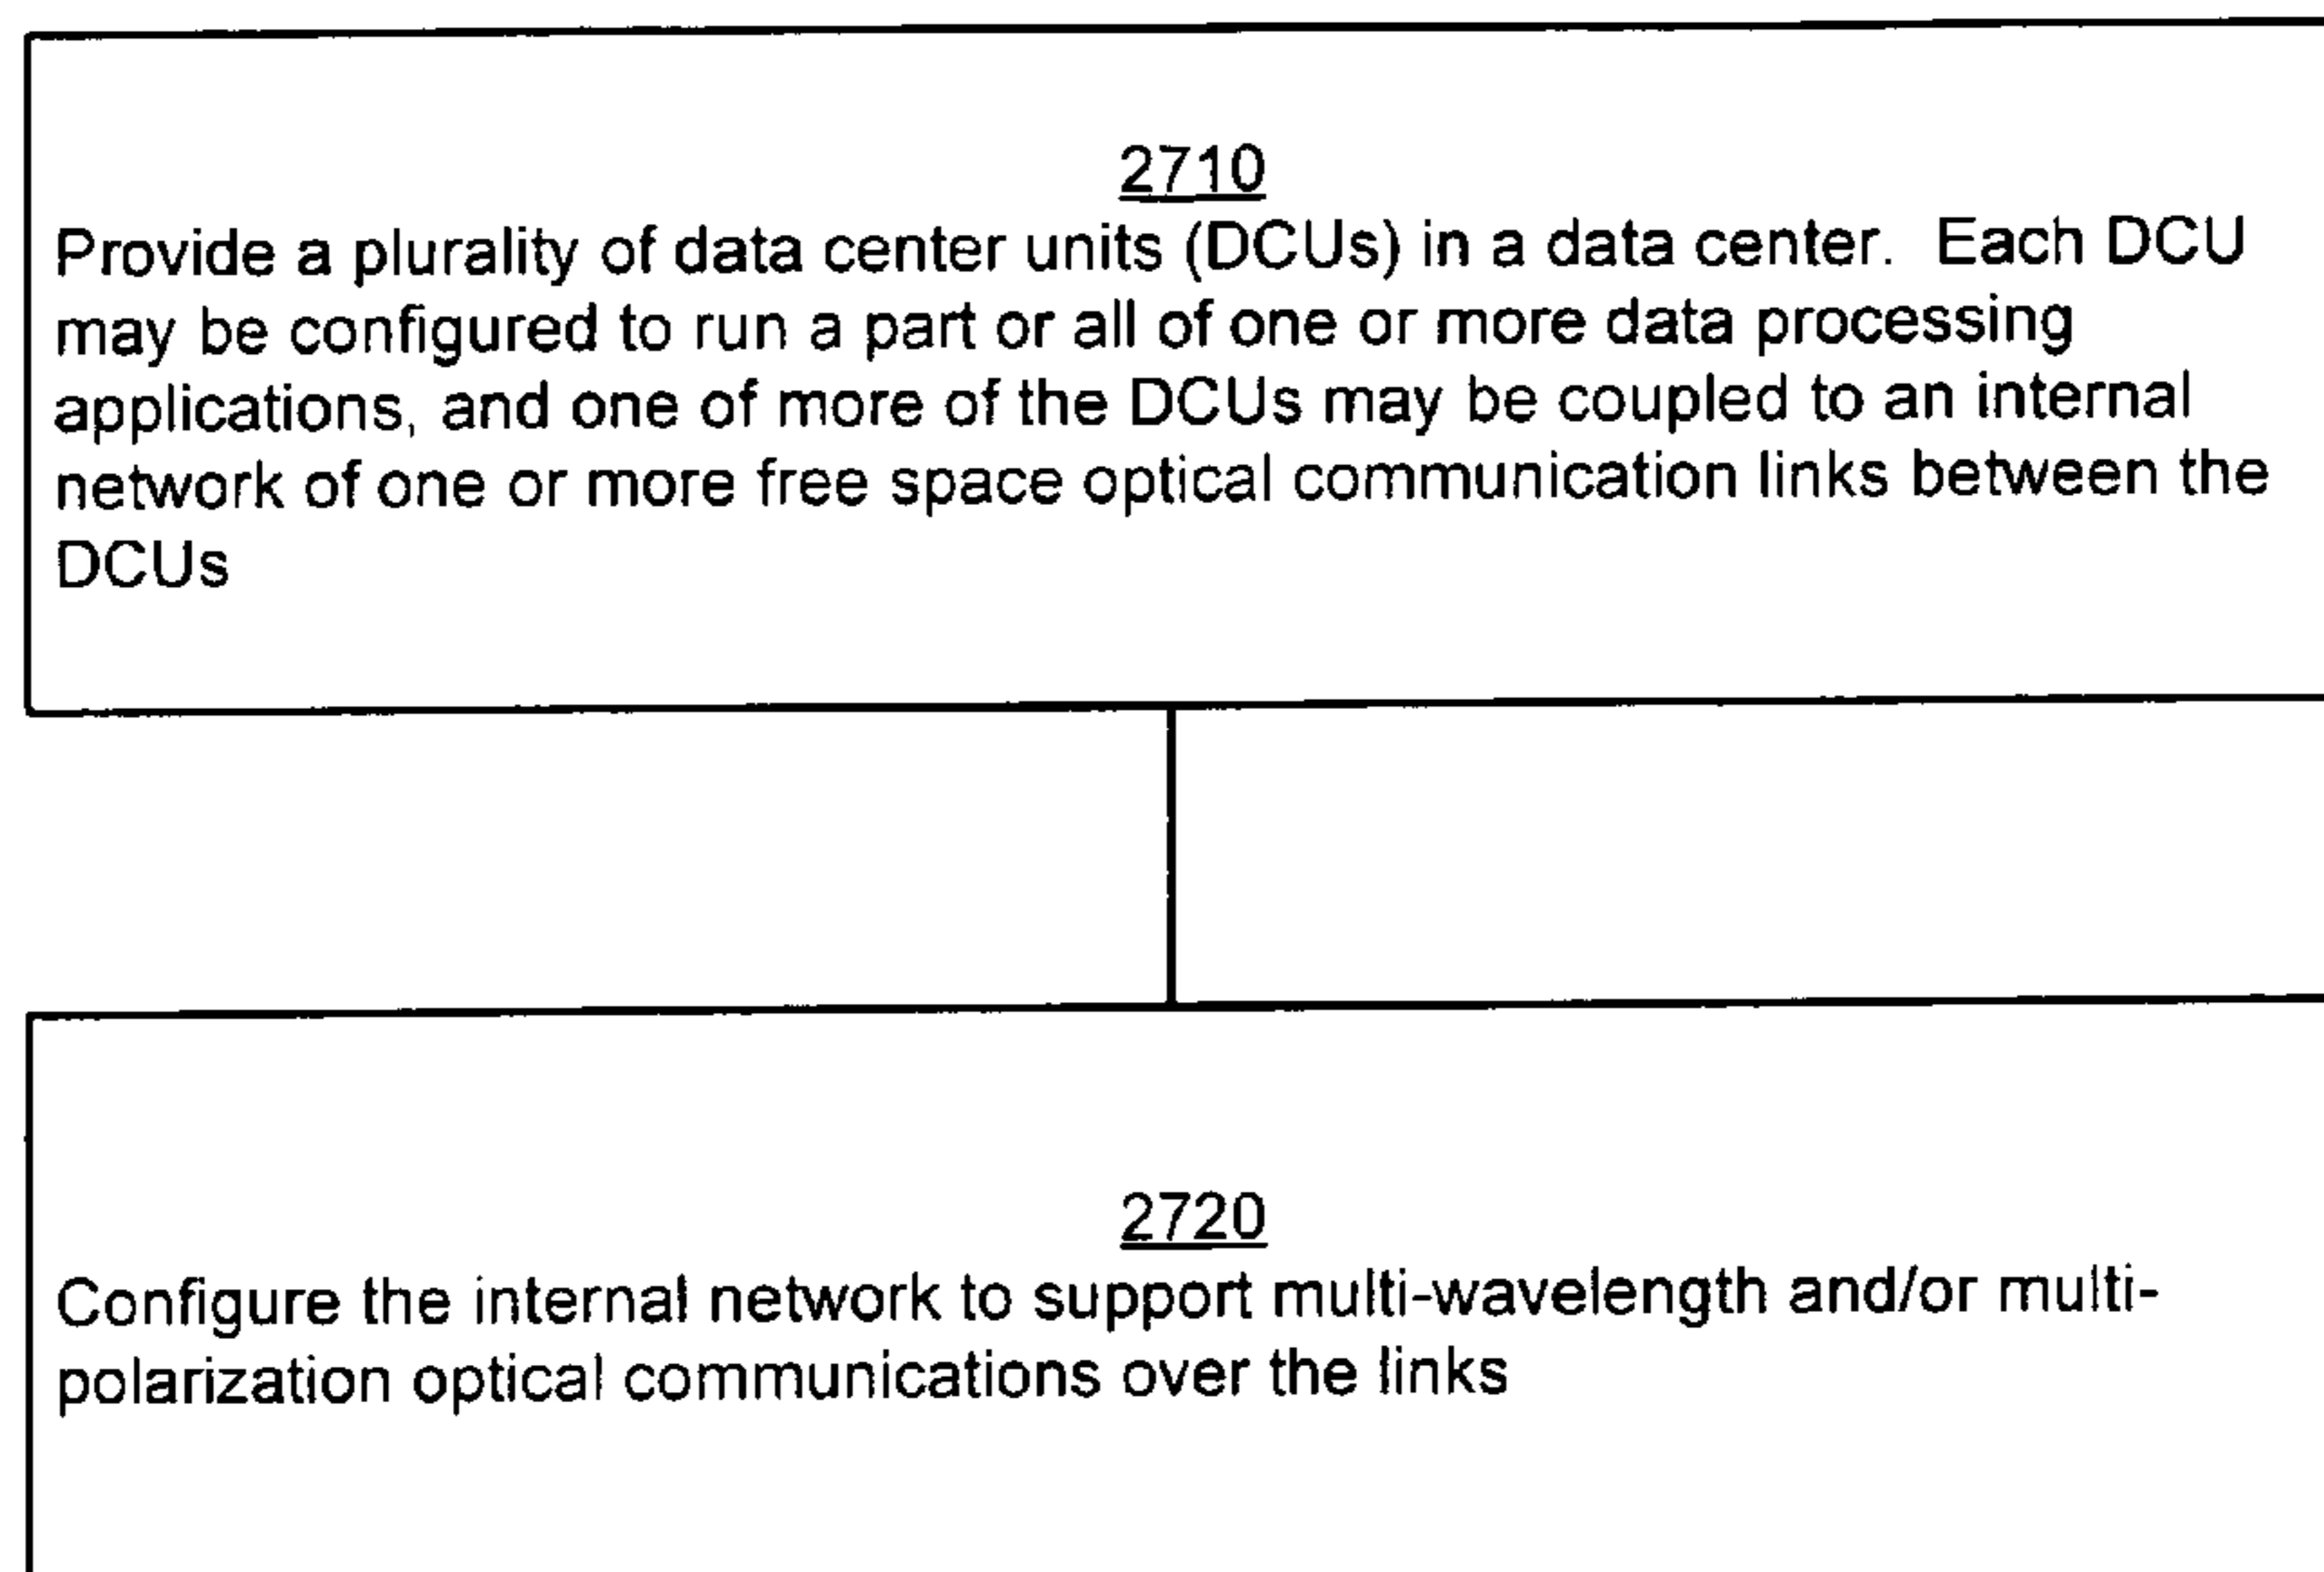 2710
Provide a plurality of data center units (DCUs) in a data center. Each DCU
may be configured to run a part or all of one or more data processing
applications, and one of more of the DCUs may be coupled to an internal
network of one or more free space optical communication links between the
DCUs
2720
Configure the internal network to support multi-wavelength and/or multi-
polarization optical communications over the links